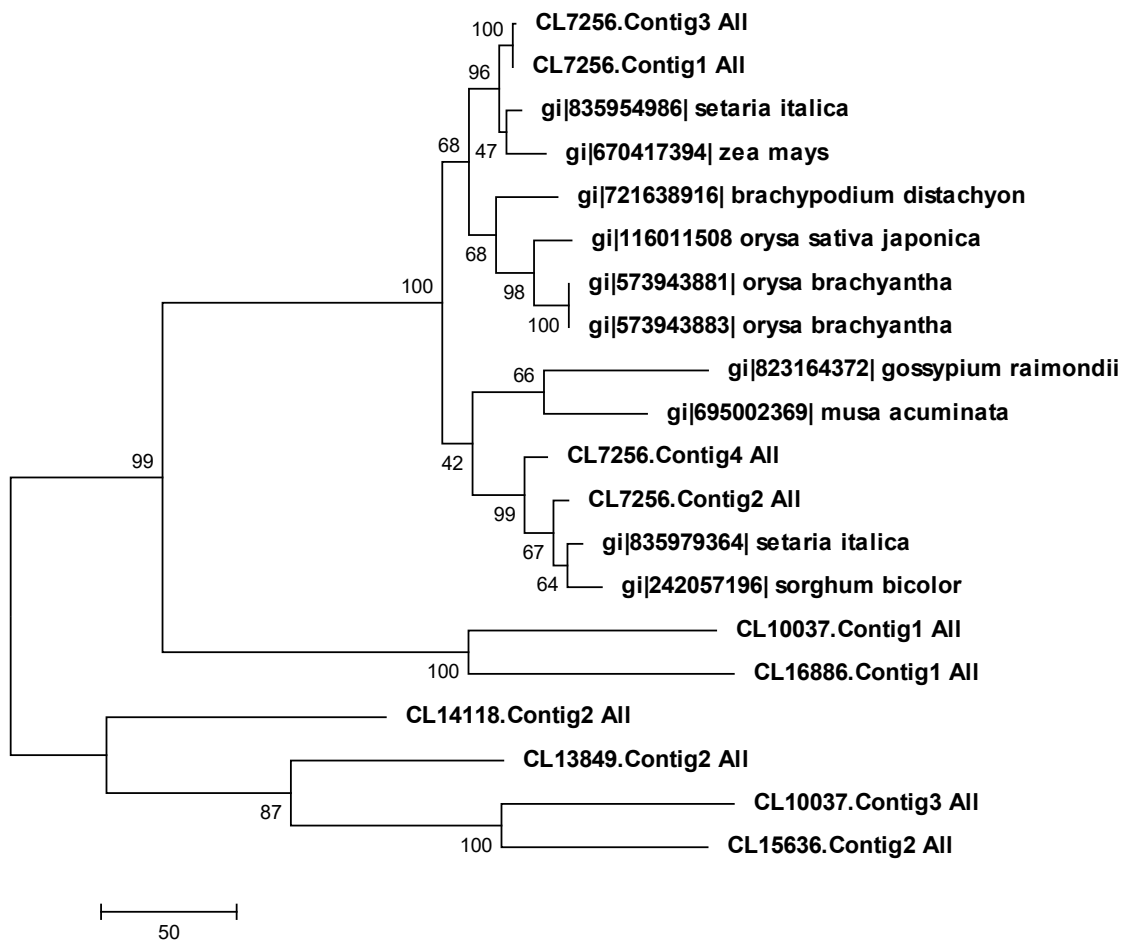 CL7256.Contig3 All
100
CL7256.Contig1 All
96
gi|835954986| setaria italica
68
47
gi|670417394| zea mays
gi|721638916| brachypodium distachyon
gi|116011508 orysa sativa japonica
68
gi|573943881| orysa brachyantha
100
98
gi|573943883| orysa brachyantha
100
gi|823164372| gossypium raimondii
66
gi|695002369| musa acuminata
CL7256.Contig4 All
99
42
CL7256.Contig2 All
99
gi|835979364| setaria italica
67
gi|242057196| sorghum bicolor
64
CL10037.Contig1 All
CL16886.Contig1 All
100
CL14118.Contig2 All
CL13849.Contig2 All
CL10037.Contig3 All
87
CL15636.Contig2 All
100
50